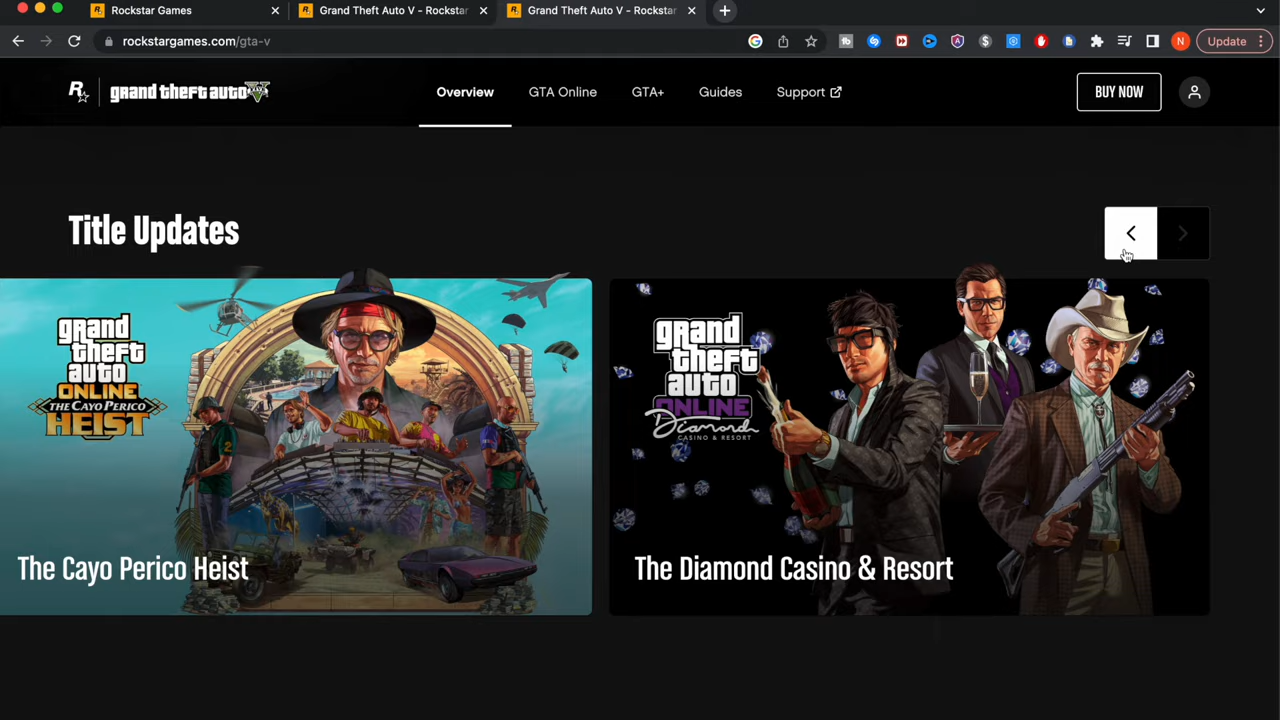 Rockstar Games
Grand Theft Auto V - Rockstar
Grand Theft Auto V - Rockstar
rockstargames.com/gta-v
N
Update
R
grand theft auto V
Overview
GTA Online
GTA+
Guides
Support
BUY NOW
Title Updates
grand
theft
auto
ONLINE
THE CAYO PERICO
HEIST
The Cayo Perico Heist
grand
theft
auto
ONLINE
Diamond
CASINO & RESORT
The Diamond Casino & Resort